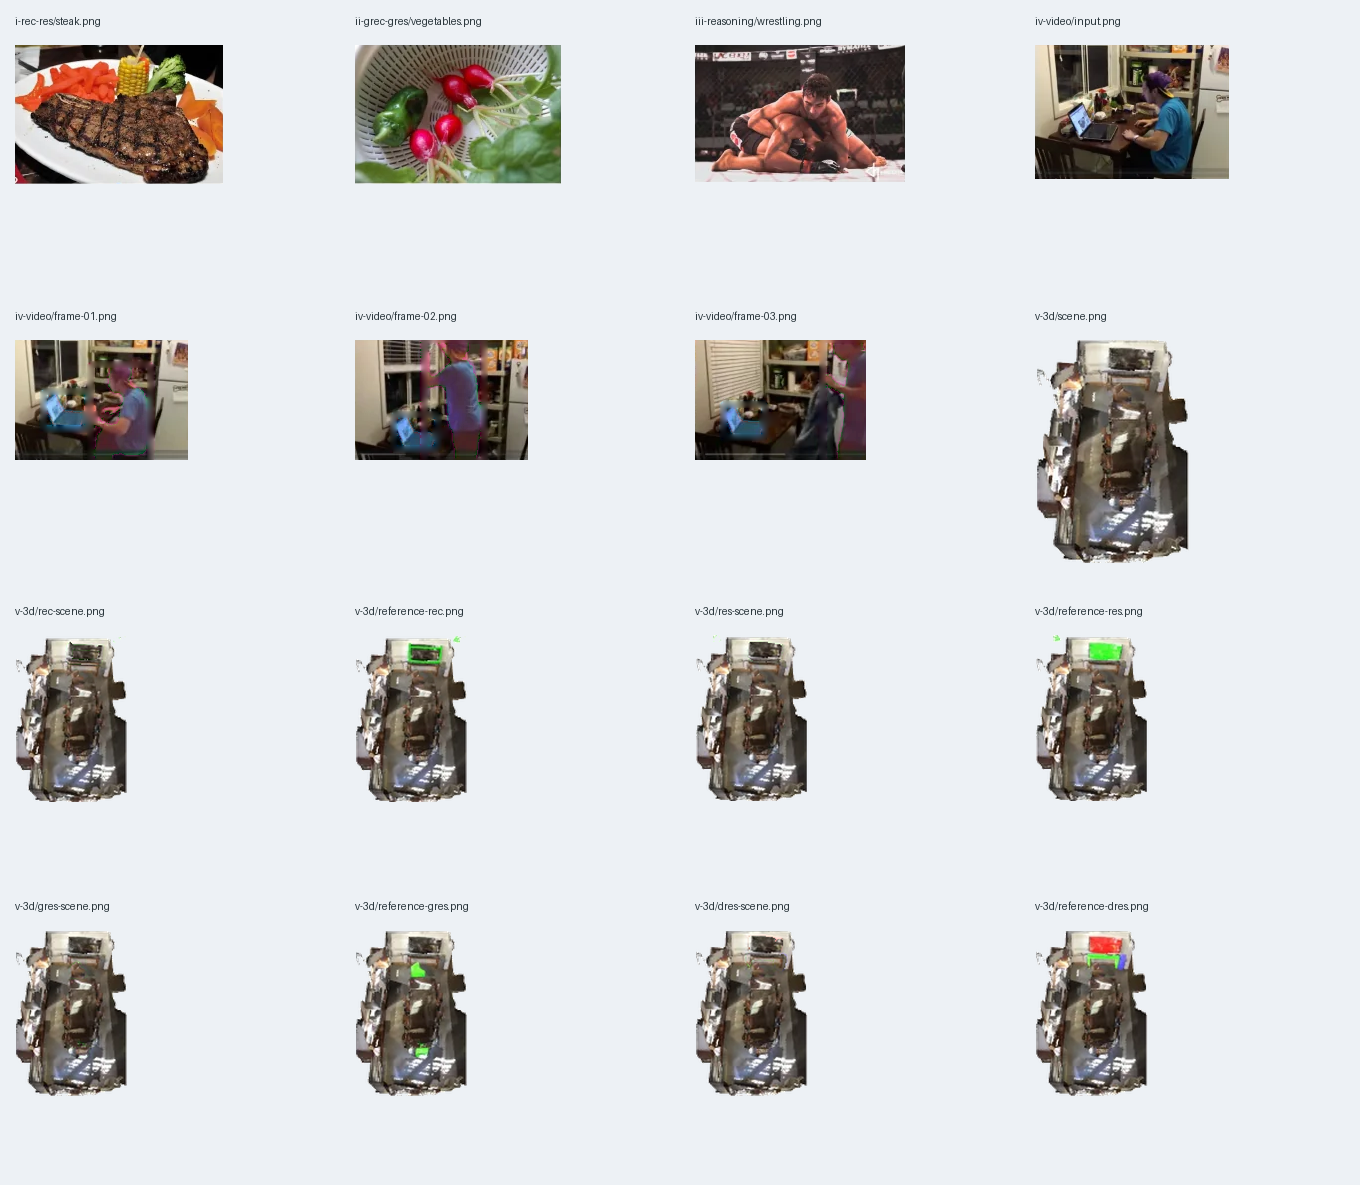 i-rec-res/steak.png
ii-grec-gres/vegetables.png
iii-reasoning/wrestling.png
iv-video/input.png
iv-video/frame-01.png
iv-video/frame-02.png
iv-video/frame-03.png
v-3d/scene.png
v-3d/rec-scene.png
v-3d/reference-rec.png
v-3d/res-scene.png
v-3d/reference-res.png
v-3d/gres-scene.png
v-3d/reference-gres.png
v-3d/dres-scene.png
v-3d/reference-dres.png